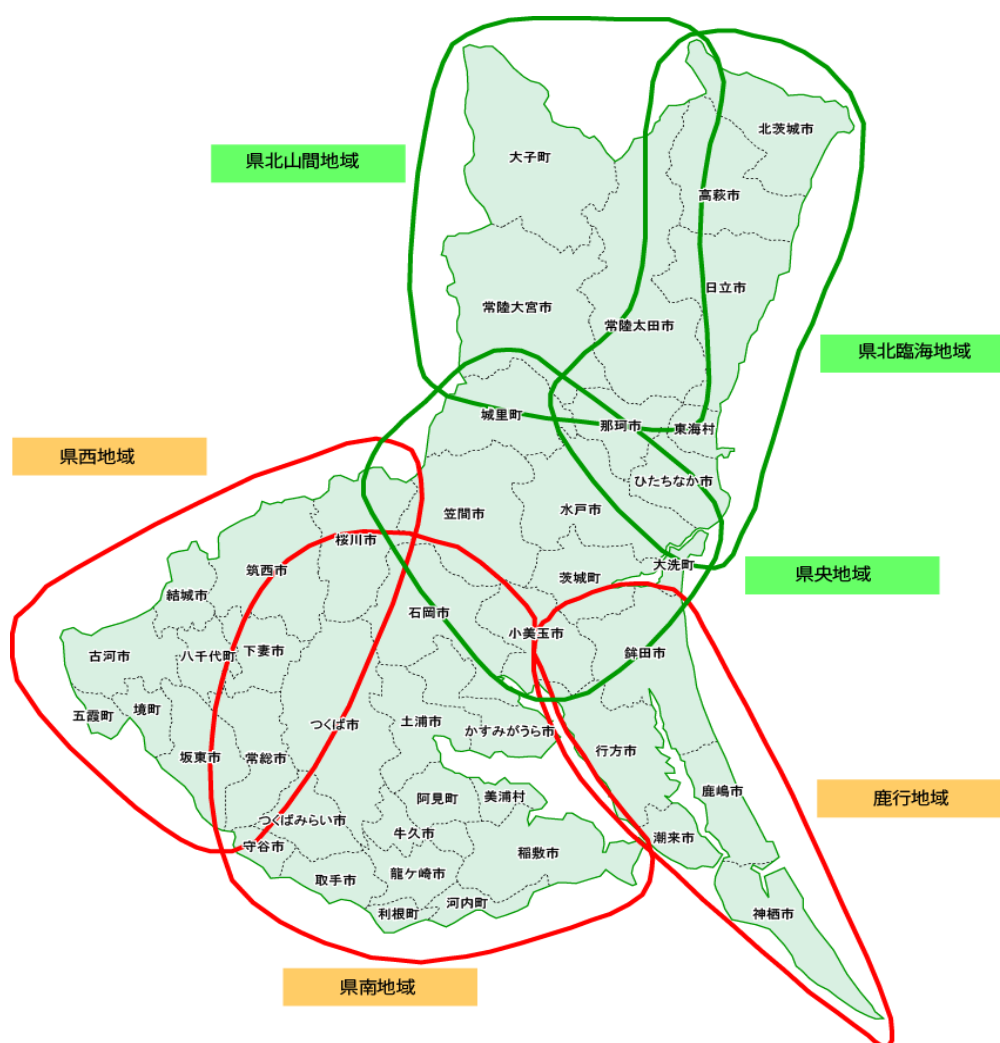 北茨城市
大子町
県北山間地域
高萩市
日立市
常陸大宮市
常陸太田市
県北臨海地域
城里町
那珂市
東海村
県西地域
ひたちなか市
笠間市
水戸市
桜川市
大洗町
筑西市
茨城町
県央地域
結城市
石岡市
小美玉市
古河市
八千代町
下妻市
鉾田市
五霞町
境町
つくば市
土浦市
かすみがうら市
坂東市
常総市
行方市
鹿嶋市
阿見町
美浦村
鹿行地域
つくばみらい市
牛久市
潮来市
守谷市
稲敷市
取手市
龍ケ崎市
利根町
河内町
神栖市
県南地域